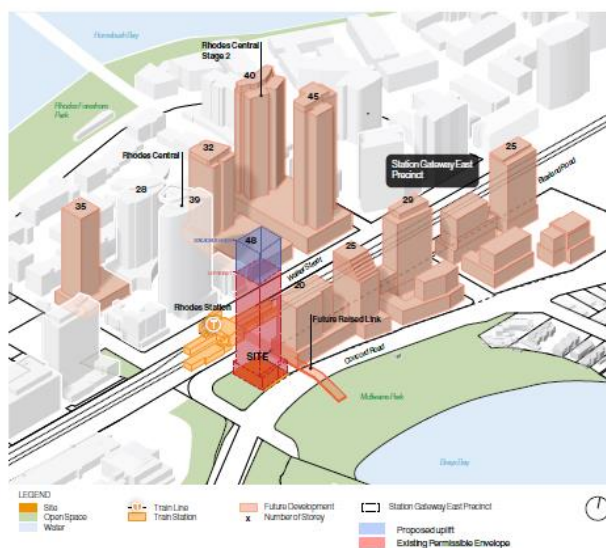 Homebush Bay
Rhodes Foreshore
Park
Rhodes Central
Stage 2
40
45
Rhodes Central
32
25
Station Gateway East
Precinct
28
39
29
35
48
25
Walker Street
Blaxland Road
20
Rhodes Station
T
Future Raised Link
SITE
Concord Road
McIlwaine Park
Brays Bay
LEGEND
Site
Open Space
Water
Train Line
Train Station
Future Development
x Number of Storey
Station Gateway East Precinct
Proposed uplift
Existing Permissible Envelope